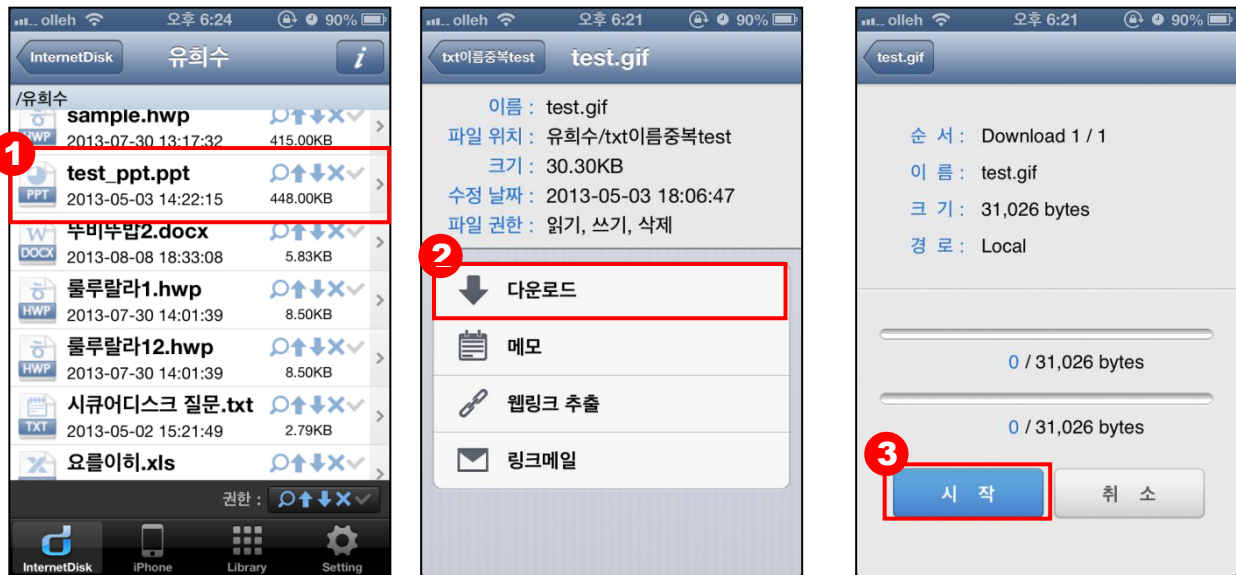 olleh 오후 6:24 90%
InternetDisk 유희수 i
/유희수
sample.hwp
HWP 2013-07-30 13:17:32 415.00KB
1
test_ppt.ppt
PPT 2013-05-03 14:22:15 448.00KB
뚜비뚜밥2.docx
DOCX 2013-08-08 18:33:08 5.83KB
룰루랄라1.hwp
HWP 2013-07-30 14:01:39 8.50KB
룰루랄라12.hwp
HWP 2013-07-30 14:01:39 8.50KB
시큐어디스크 질문.txt
TXT 2013-05-02 15:21:49 2.79KB
요를이히.xls
권한 :
InternetDisk iPhone Library Setting
olleh 오후 6:21 90%
txt이름중복test test.gif
이름 : test.gif
파일 위치 : 유희수/txt이름중복test
크기 : 30.30KB
수정 날짜 : 2013-05-03 18:06:47
파일 권한 : 읽기, 쓰기, 삭제
2
다운로드
메모
웹링크 추출
링크메일
olleh 오후 6:21 90%
test.gif
순 서 : Download 1 / 1
이 름 : test.gif
크 기 : 31,026 bytes
경 로 : Local
0 / 31,026 bytes
0 / 31,026 bytes
3
시 작 취 소